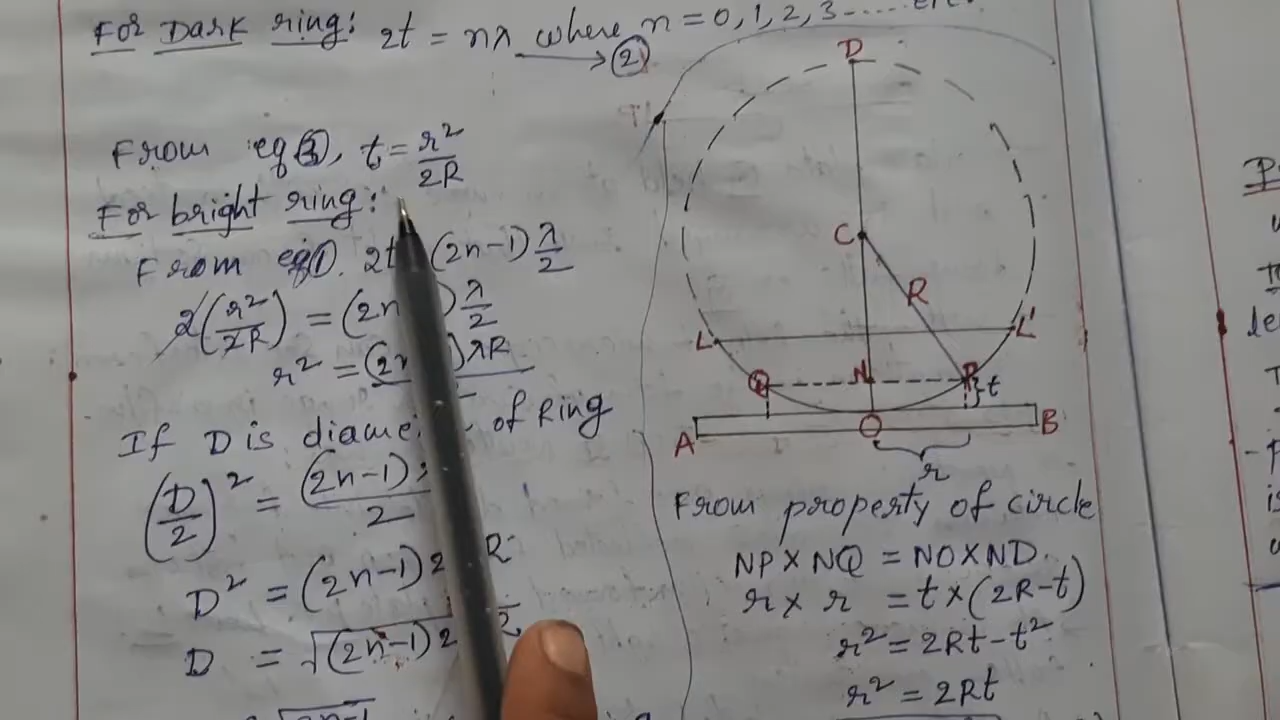 For Dark ring: 2t = nλ where n = 0, 1, 2, 3 ..... etc.
→ (2)
From eq (3), t = r²/2R
For bright ring:
From eq (1). 2t (2n-1) λ/2
2(r²/2R) = (2n ) λ/2
r² = (2n )λR
If D is diame of Ring
(D/2)² = (2n-1) /2
D² = (2n-1) 2 R
D = √(2n-1) 2
√2n-1
D
C
R
L
L'
N
P
t
A
O
B
r
From property of circle
NP × NQ = NO × ND.
r × r = t × (2R - t)
r² = 2Rt - t²
r² = 2Rt